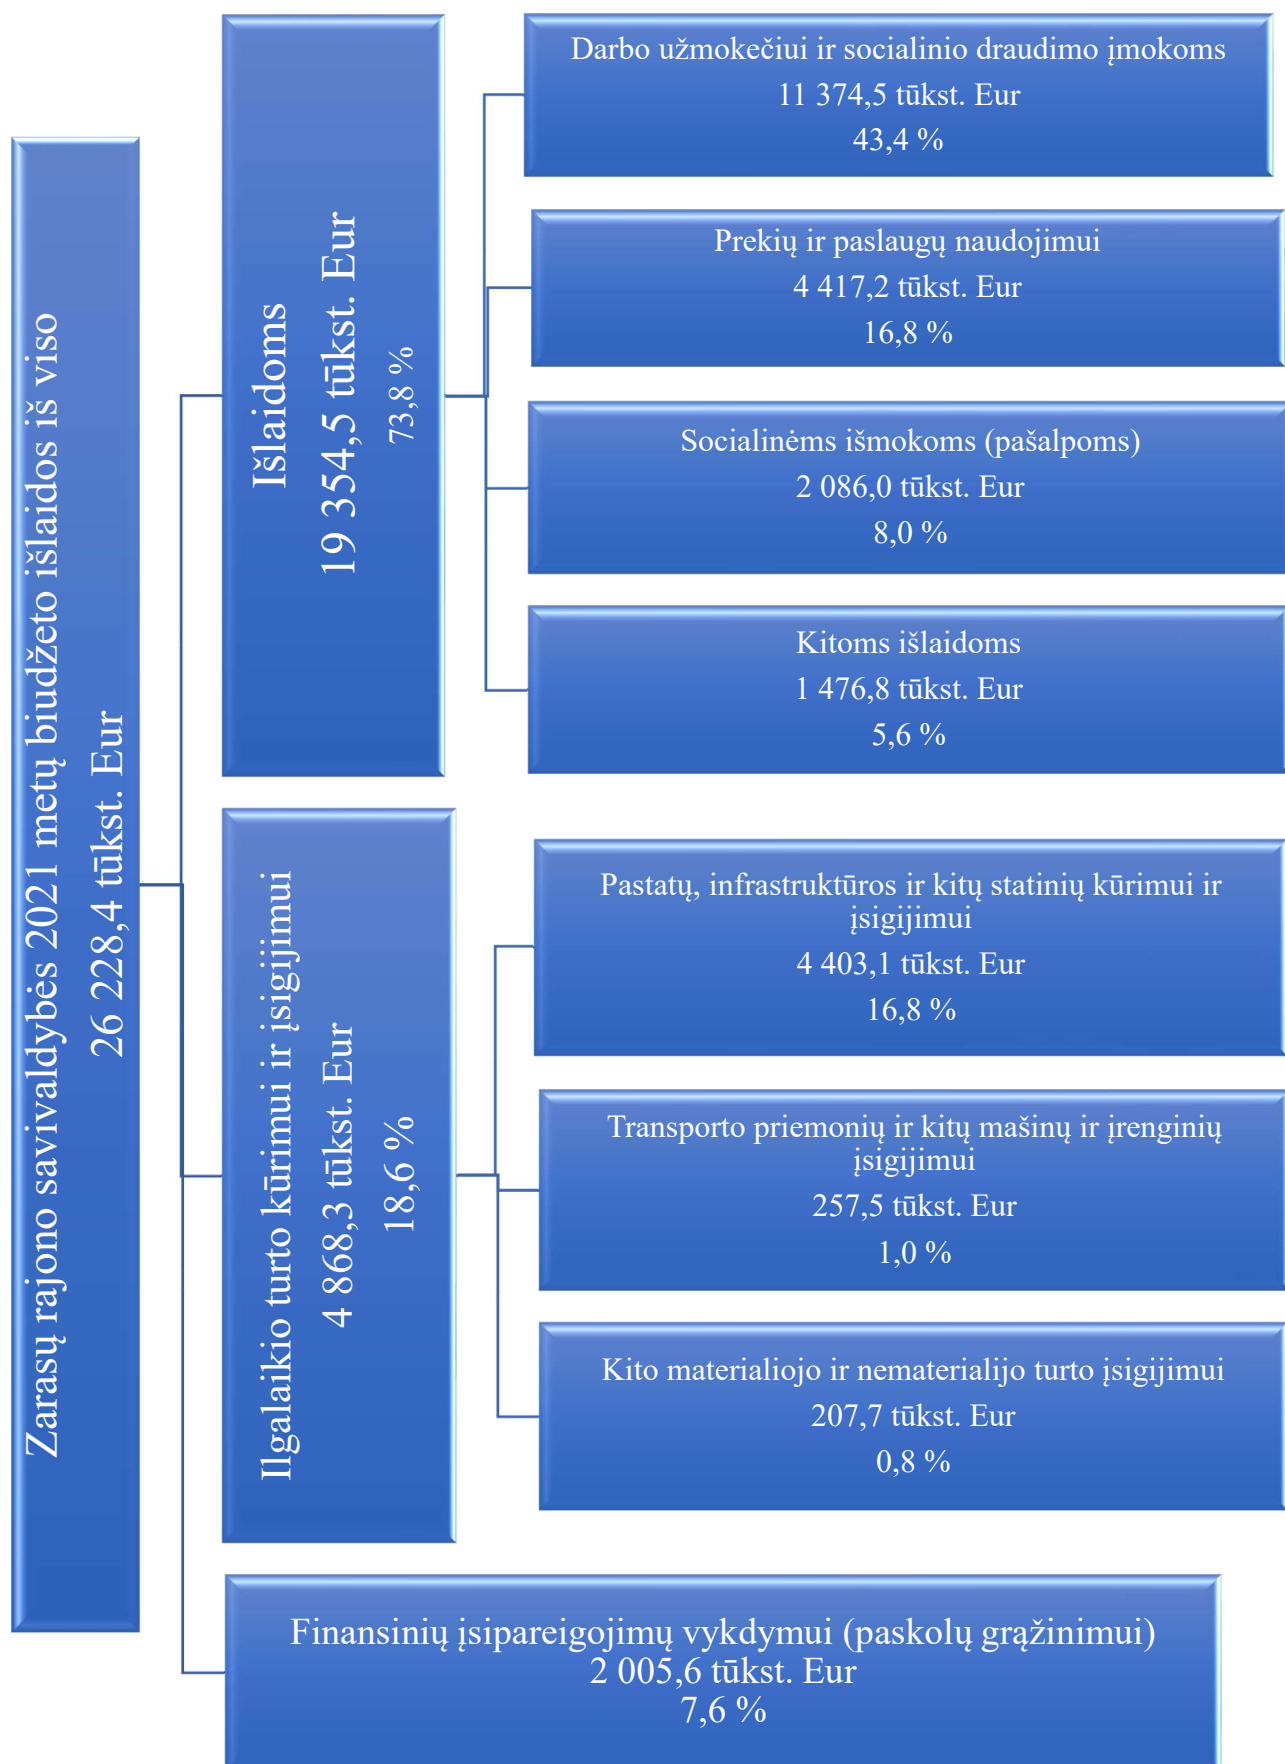 Zarasų rajono savivaldybės 2021 metų biudžeto išlaidos iš viso
26 228,4 tūkst. Eur
Išlaidoms
19 354,5 tūkst. Eur
73,8 %
Darbo užmokečiui ir socialinio draudimo įmokoms
11 374,5 tūkst. Eur
43,4 %
Prekių ir paslaugų naudojimui
4 417,2 tūkst. Eur
16,8 %
Socialinėms išmokoms (pašalpoms)
2 086,0 tūkst. Eur
8,0 %
Kitoms išlaidoms
1 476,8 tūkst. Eur
5,6 %
Ilgalaikio turto kūrimui ir įsigijimui
4 868,3 tūkst. Eur
18,6 %
Pastatų, infrastruktūros ir kitų statinių kūrimui ir
įsigijimui
4 403,1 tūkst. Eur
16,8 %
Transporto priemonių ir kitų mašinų ir įrenginių
įsigijimui
257,5 tūkst. Eur
1,0 %
Kito materialiojo ir nematerialijo turto įsigijimui
207,7 tūkst. Eur
0,8 %
Finansinių įsipareigojimų vykdymui (paskolų grąžinimui)
2 005,6 tūkst. Eur
7,6 %